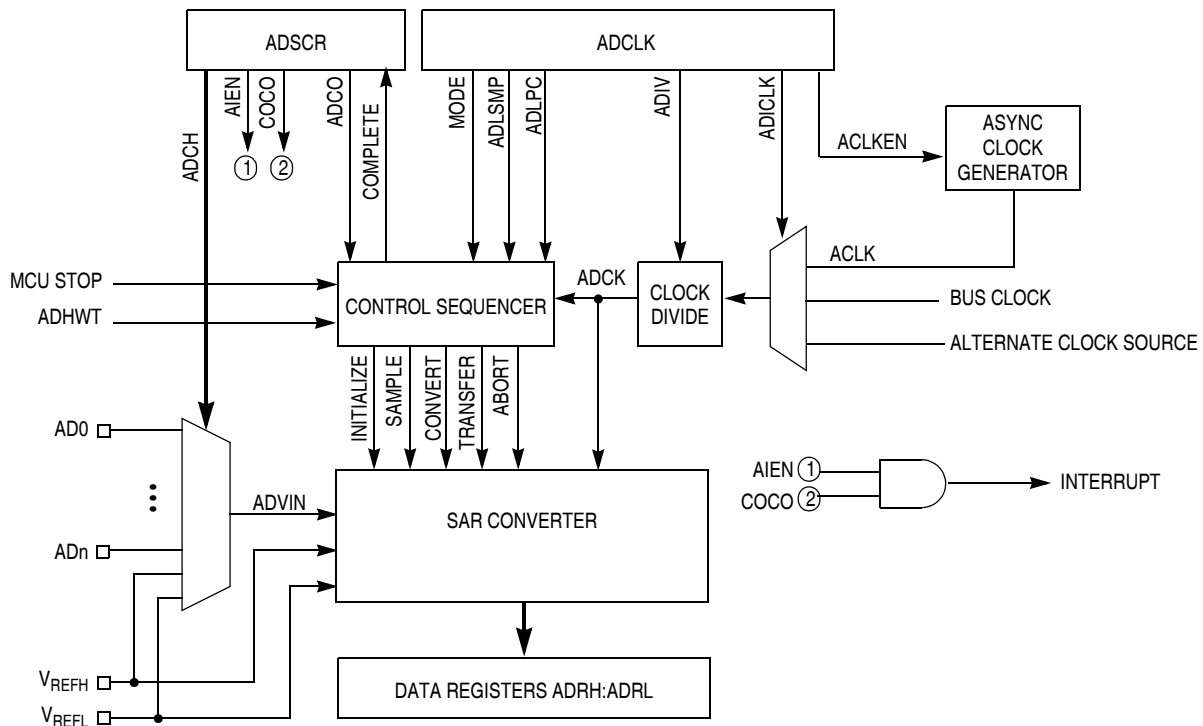 ADSCR
ADCLK
ADCH
AIEN
COCO
ADCO
COMPLETE
MODE
ADLSMP
ADLPC
ADIV
ADICLK
ACLKEN
ASYNC
CLOCK
GENERATOR
1
2
MCU STOP
ADHWT
CONTROL SEQUENCER
ADCK
CLOCK
DIVIDE
ACLK
BUS CLOCK
ALTERNATE CLOCK SOURCE
INITIALIZE
SAMPLE
CONVERT
TRANSFER
ABORT
AD0
•••
ADn
ADVIN
SAR CONVERTER
AIEN 1
COCO 2
INTERRUPT
VREFH
VREFL
DATA REGISTERS ADRH:ADRL